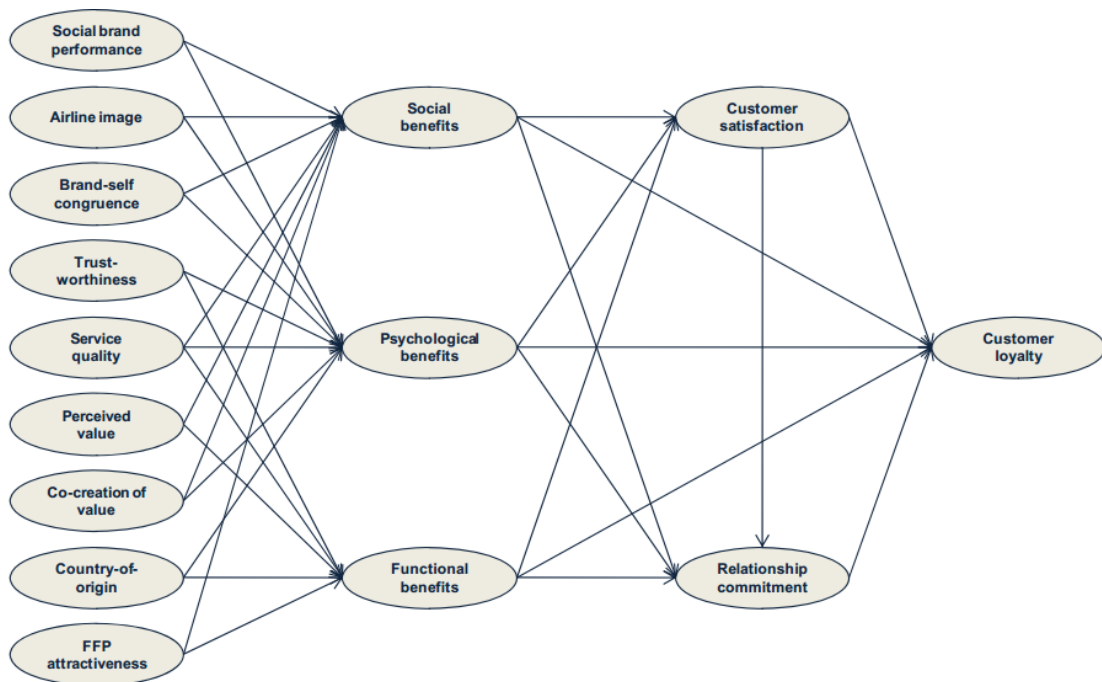 Social brand
performance
Airline image
Brand-self
congruence
Trust-
worthiness
Service
quality
Perceived
value
Co-creation of
value
Country-of-
origin
FFP
attractiveness
Social
benefits
Psychological
benefits
Functional
benefits
Customer
satisfaction
Relationship
commitment
Customer
loyalty